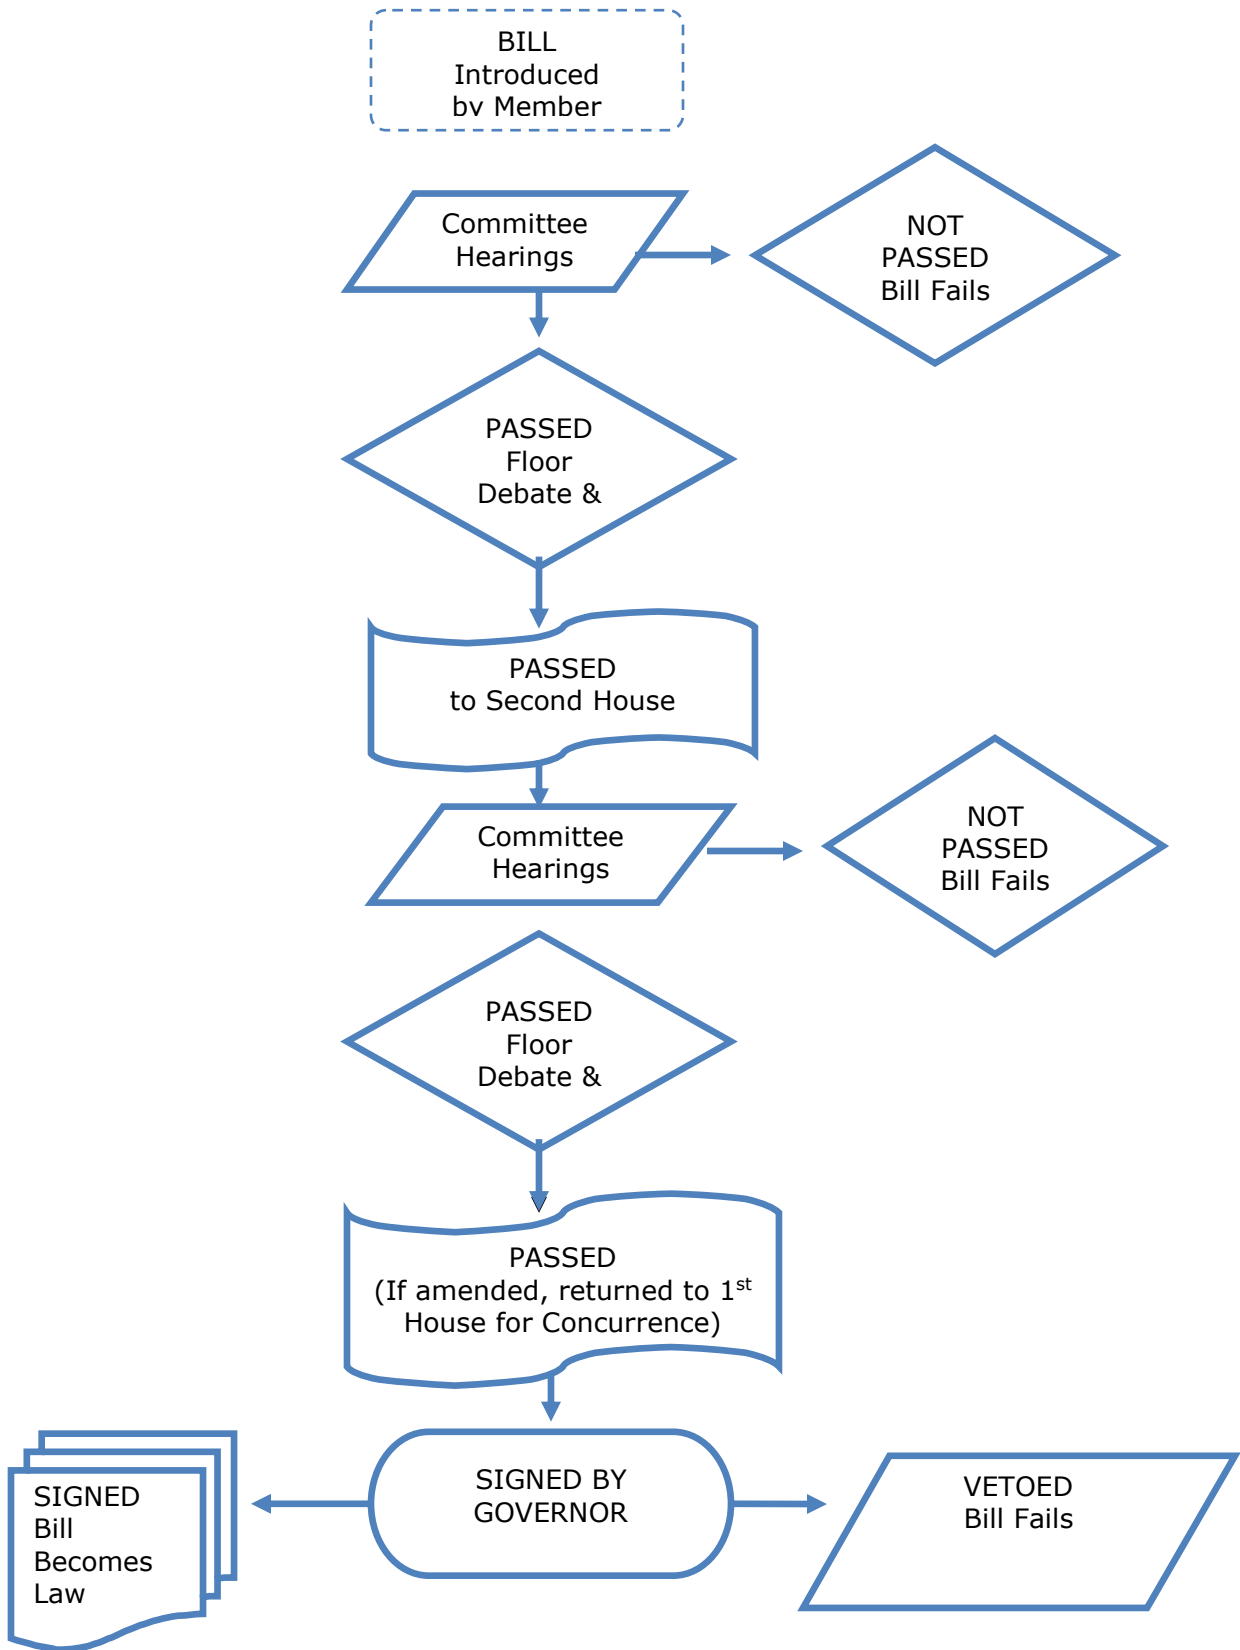 BILL
Introduced
by Member
Committee
Hearings
NOT
PASSED
Bill Fails
PASSED
Floor
Debate &
PASSED
to Second House
Committee
Hearings
NOT
PASSED
Bill Fails
PASSED
Floor
Debate &
PASSED
(If amended, returned to 1st
House for Concurrence)
SIGNED BY
GOVERNOR
SIGNED
Bill
Becomes
Law
VETOED
Bill Fails